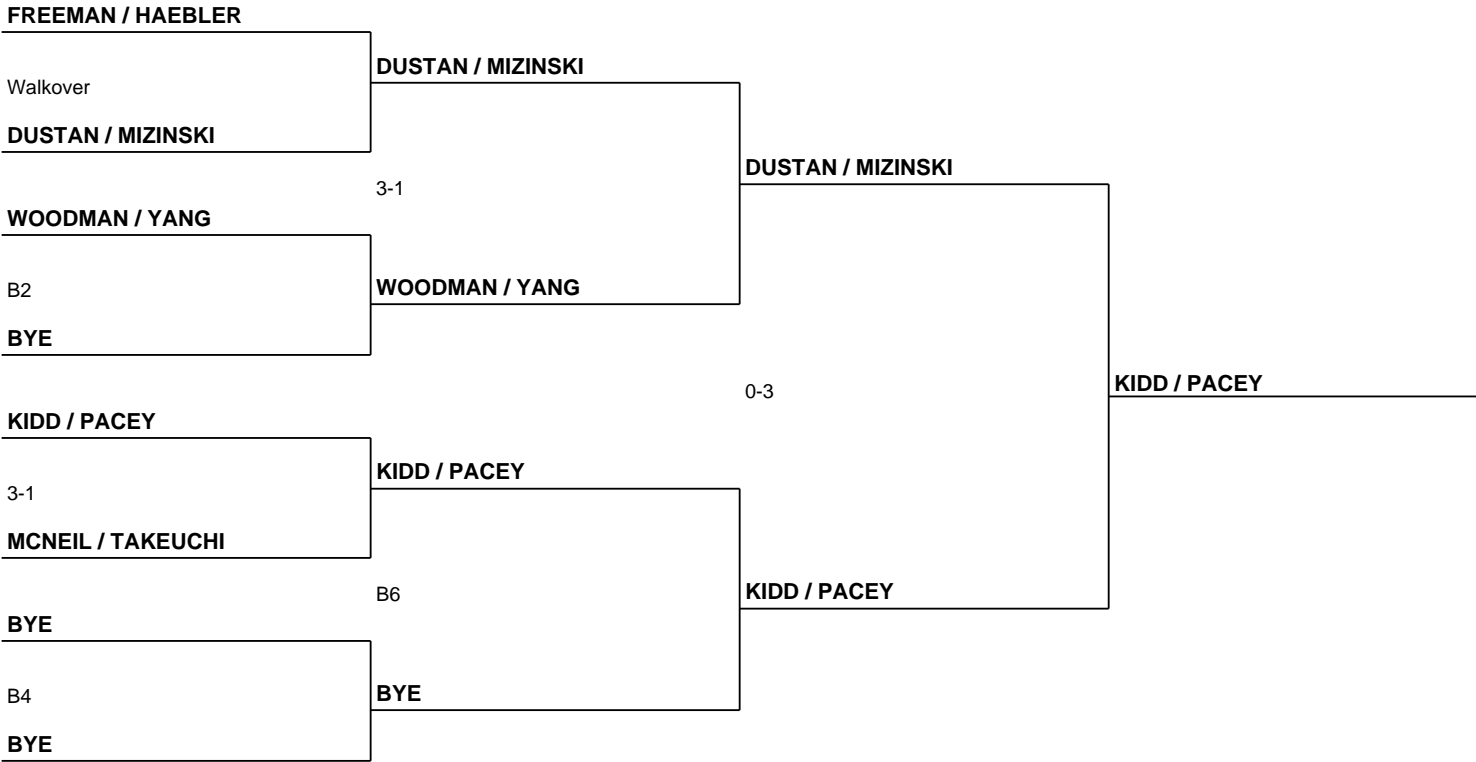 FREEMAN / HAEBLER
Walkover
DUSTAN / MIZINSKI
WOODMAN / YANG
B2
BYE
KIDD / PACEY
3-1
MCNEIL / TAKEUCHI
BYE
B4
BYE
DUSTAN / MIZINSKI
3-1
WOODMAN / YANG
KIDD / PACEY
B6
BYE
DUSTAN / MIZINSKI
0-3
KIDD / PACEY
KIDD / PACEY